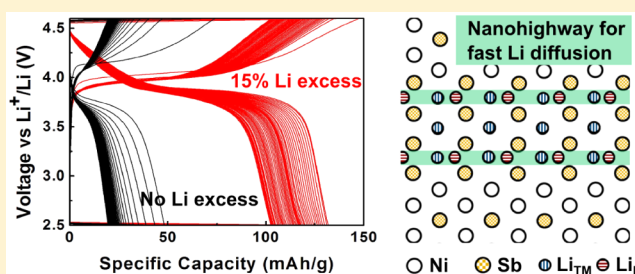 Voltage vs Li⁺/Li (V)
4.5
4.0
3.5
3.0
2.5
0
50
100
150
Specific Capacity (mAh/g)
15% Li excess
No Li excess
Nanohighway for
fast Li diffusion
Ni Sb Li_TM Li